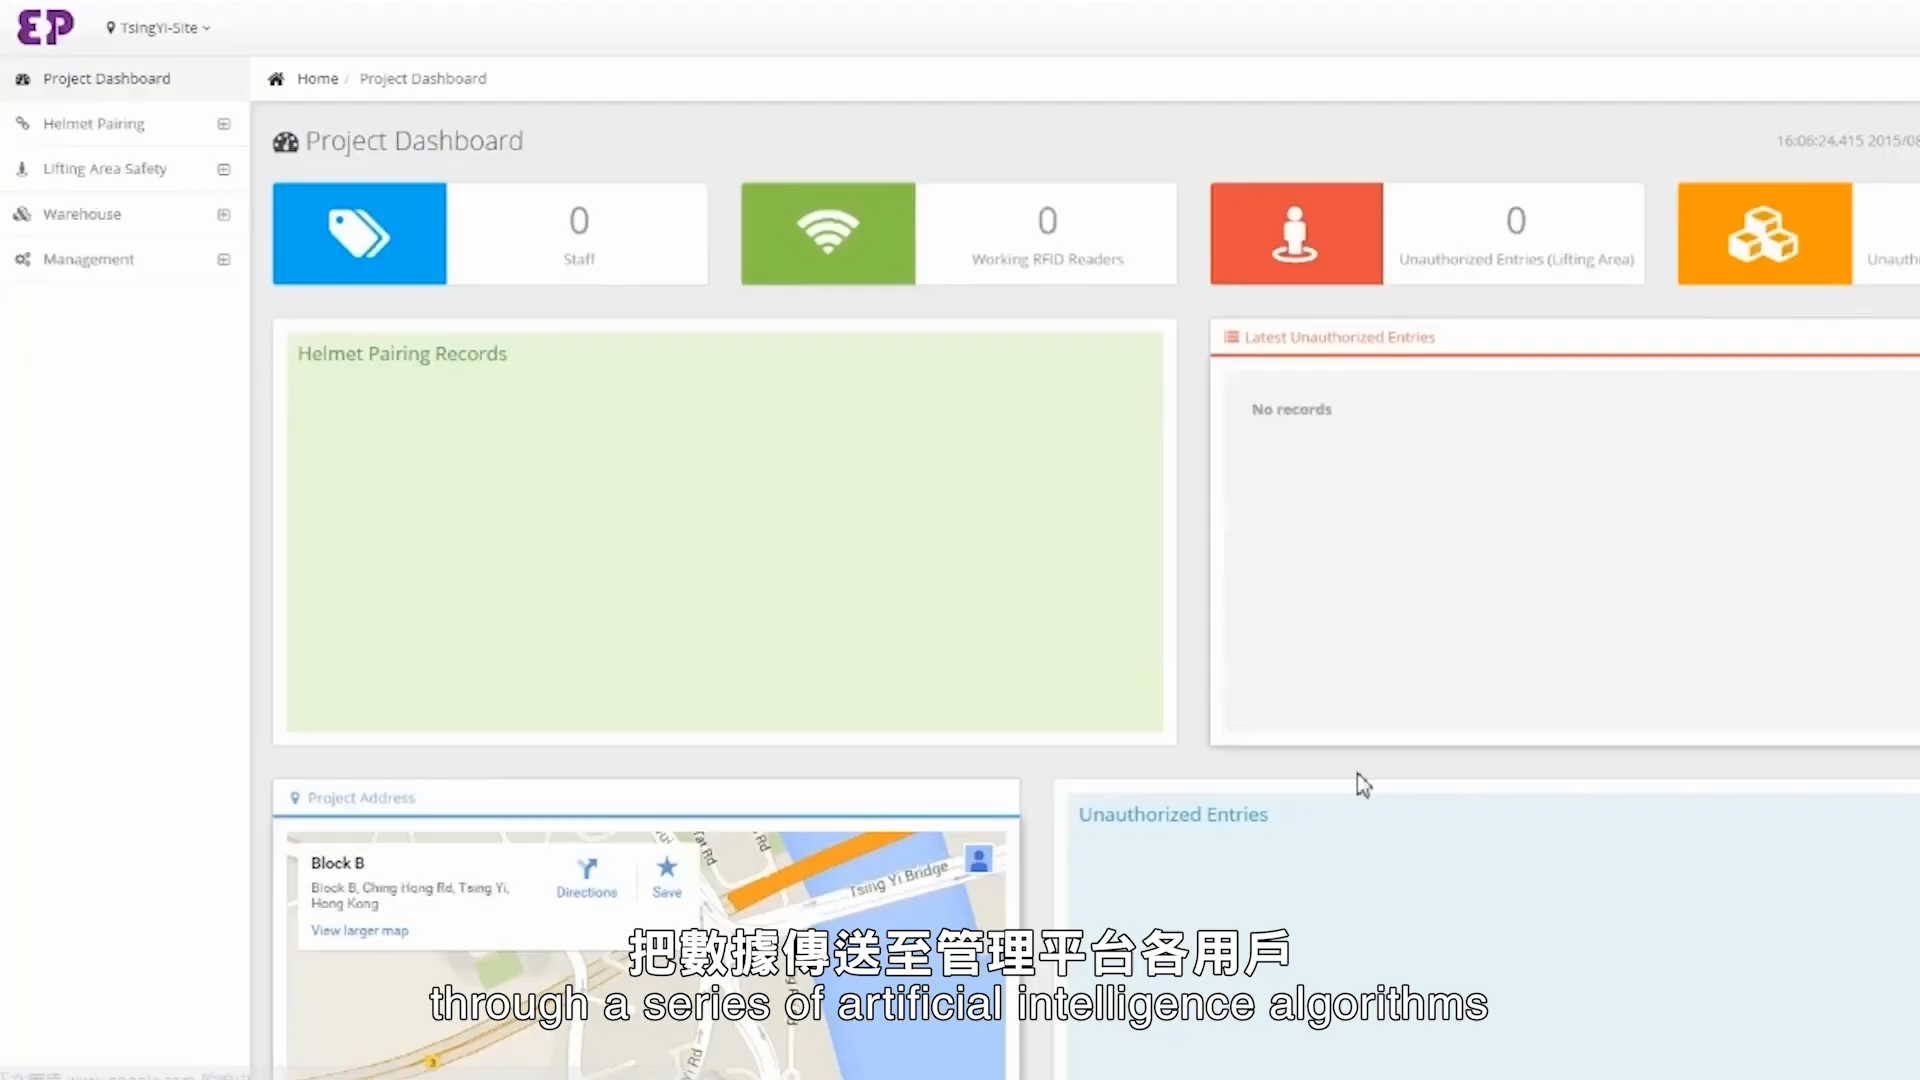 EP
TsingYi-Site
Project Dashboard
Home / Project Dashboard
Helmet Pairing
Lifting Area Safety
Warehouse
Management
Project Dashboard
16:06:24,415 2015/08
0
Staff
0
Working RFID Readers
0
Unauthorized Entries (Lifting Area)
Helmet Pairing Records
Latest Unauthorized Entries
No records
Project Address
Block B
Block B, Ching Hong Rd, Tsing Yi,
Hong Kong
View larger map
Directions
Save
Tsing Yi Bridge
Unauthorized Entries
3
把數據傳送至管理平台各用戶
through a series of artificial intelligence algorithms